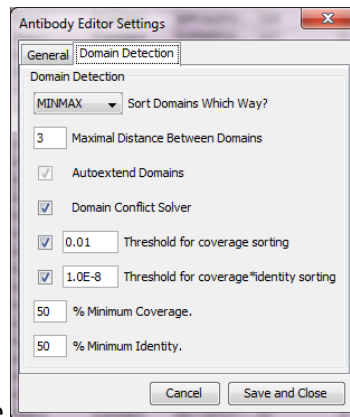 Antibody Editor Settings
General Domain Detection
Domain Detection
MINMAX Sort Domains Which Way?
3 Maximal Distance Between Domains
Autoextend Domains
Domain Conflict Solver
0.01 Threshold for coverage sorting
1.0E-8 Threshold for coverage*identity sorting
50 % Minimum Coverage.
50 % Minimum Identity.
Cancel Save and Close